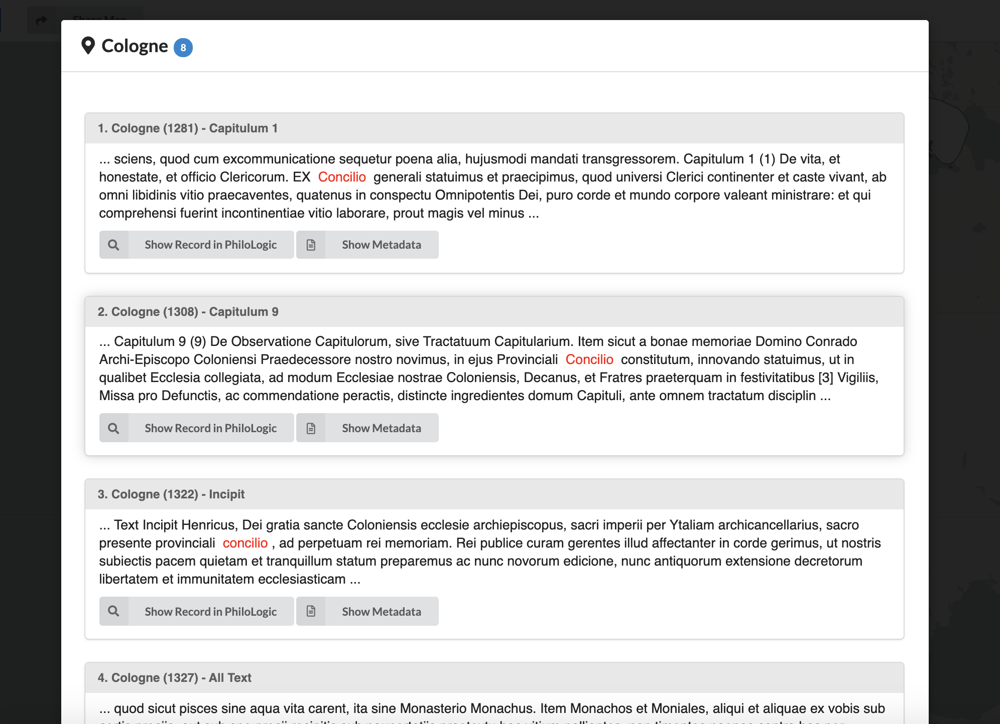 Share Map
Cologne 8
1. Cologne (1281) - Capitulum 1
... sciens, quod cum excommunicatione sequetur poena alia, hujusmodi mandati transgressorem. Capitulum 1 (1) De vita, et
honestate, et officio Clericorum. EX Concilio generali statuimus et praecipimus, quod universi Clerici continenter et caste vivant, ab
omni libidinis vitio praecaventes, quatenus in conspectu Omnipotentis Dei, puro corde et mundo corpore valeant ministrare: et qui
comprehensi fuerint incontinentiae vitio laborare, prout magis vel minus ...
Show Record in PhiloLogic Show Metadata
2. Cologne (1308) - Capitulum 9
... Capitulum 9 (9) De Observatione Capitulorum, sive Tractatuum Capitularium. Item sicut a bonae memoriae Domino Conrado
Archi-Episcopo Coloniensi Praedecessore nostro novimus, in ejus Provinciali Concilio constitutum, innovando statuimus, ut in
qualibet Ecclesia collegiata, ad modum Ecclesiae nostrae Coloniensis, Decanus, et Fratres praeterquam in festivitatibus [3] Vigiliis,
Missa pro Defunctis, ac commendatione peractis, distincte ingredientes domum Capituli, ante omnem tractatum disciplin ...
Show Record in PhiloLogic Show Metadata
3. Cologne (1322) - Incipit
... Text Incipit Henricus, Dei gratia sancte Coloniensis ecclesie archiepiscopus, sacri imperii per Ytaliam archicancellarius, sacro
presente provinciali concilio , ad perpetuam rei memoriam. Rei publice curam gerentes illud affectanter in corde gerimus, ut nostris
subiectis pacem quietam et tranquillum statum preparemus ac nunc novorum edicione, nunc antiquorum extensione decretorum
libertatem et immunitatem ecclesiasticam ...
Show Record in PhiloLogic Show Metadata
4. Cologne (1327) - All Text
... quod sicut pisces sine aqua vita carent, ita sine Monasterio Monachus. Item Monachos et Moniales, aliqui et aliquae ex vobis sub